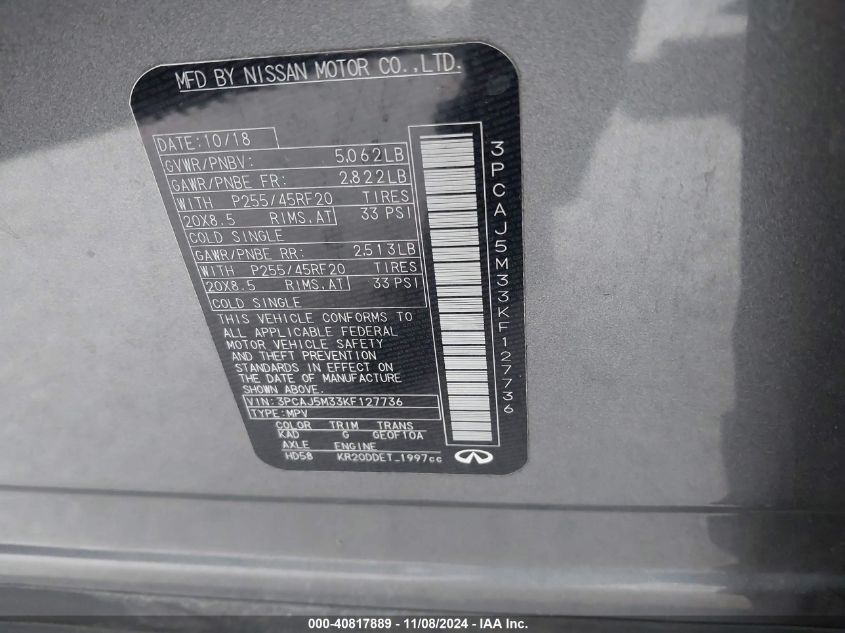 MFD BY NISSAN MOTOR CO.,LTD.
DATE:10/18
GVWR/PNBV: 5.062LB
GAWR/PNBE FR: 2.822LB
WITH P255/45RF20 TIRES
20X8.5 RIMS.AT 33 PSI
COLD SINGLE
GAWR/PNBE RR: 2.513LB
WITH P255/45RF20 TIRES
20X8.5 RIMS.AT 33 PSI
COLD SINGLE
THIS VEHICLE CONFORMS TO
ALL APPLICABLE FEDERAL
MOTOR VEHICLE SAFETY
AND THEFT PREVENTION
STANDARDS IN EFFECT ON
THE DATE OF MANUFACTURE
SHOWN ABOVE.
VIN:3PCAJ5M33KF127736
TYPE:MPV
COLOR TRIM TRANS
KAD G GEOF10A
AXLE ENGINE
HD58 KR20DDET_1997cc
3PCAJ5M33KF127736
000-40817889 - 11/08/2024 - IAA Inc.